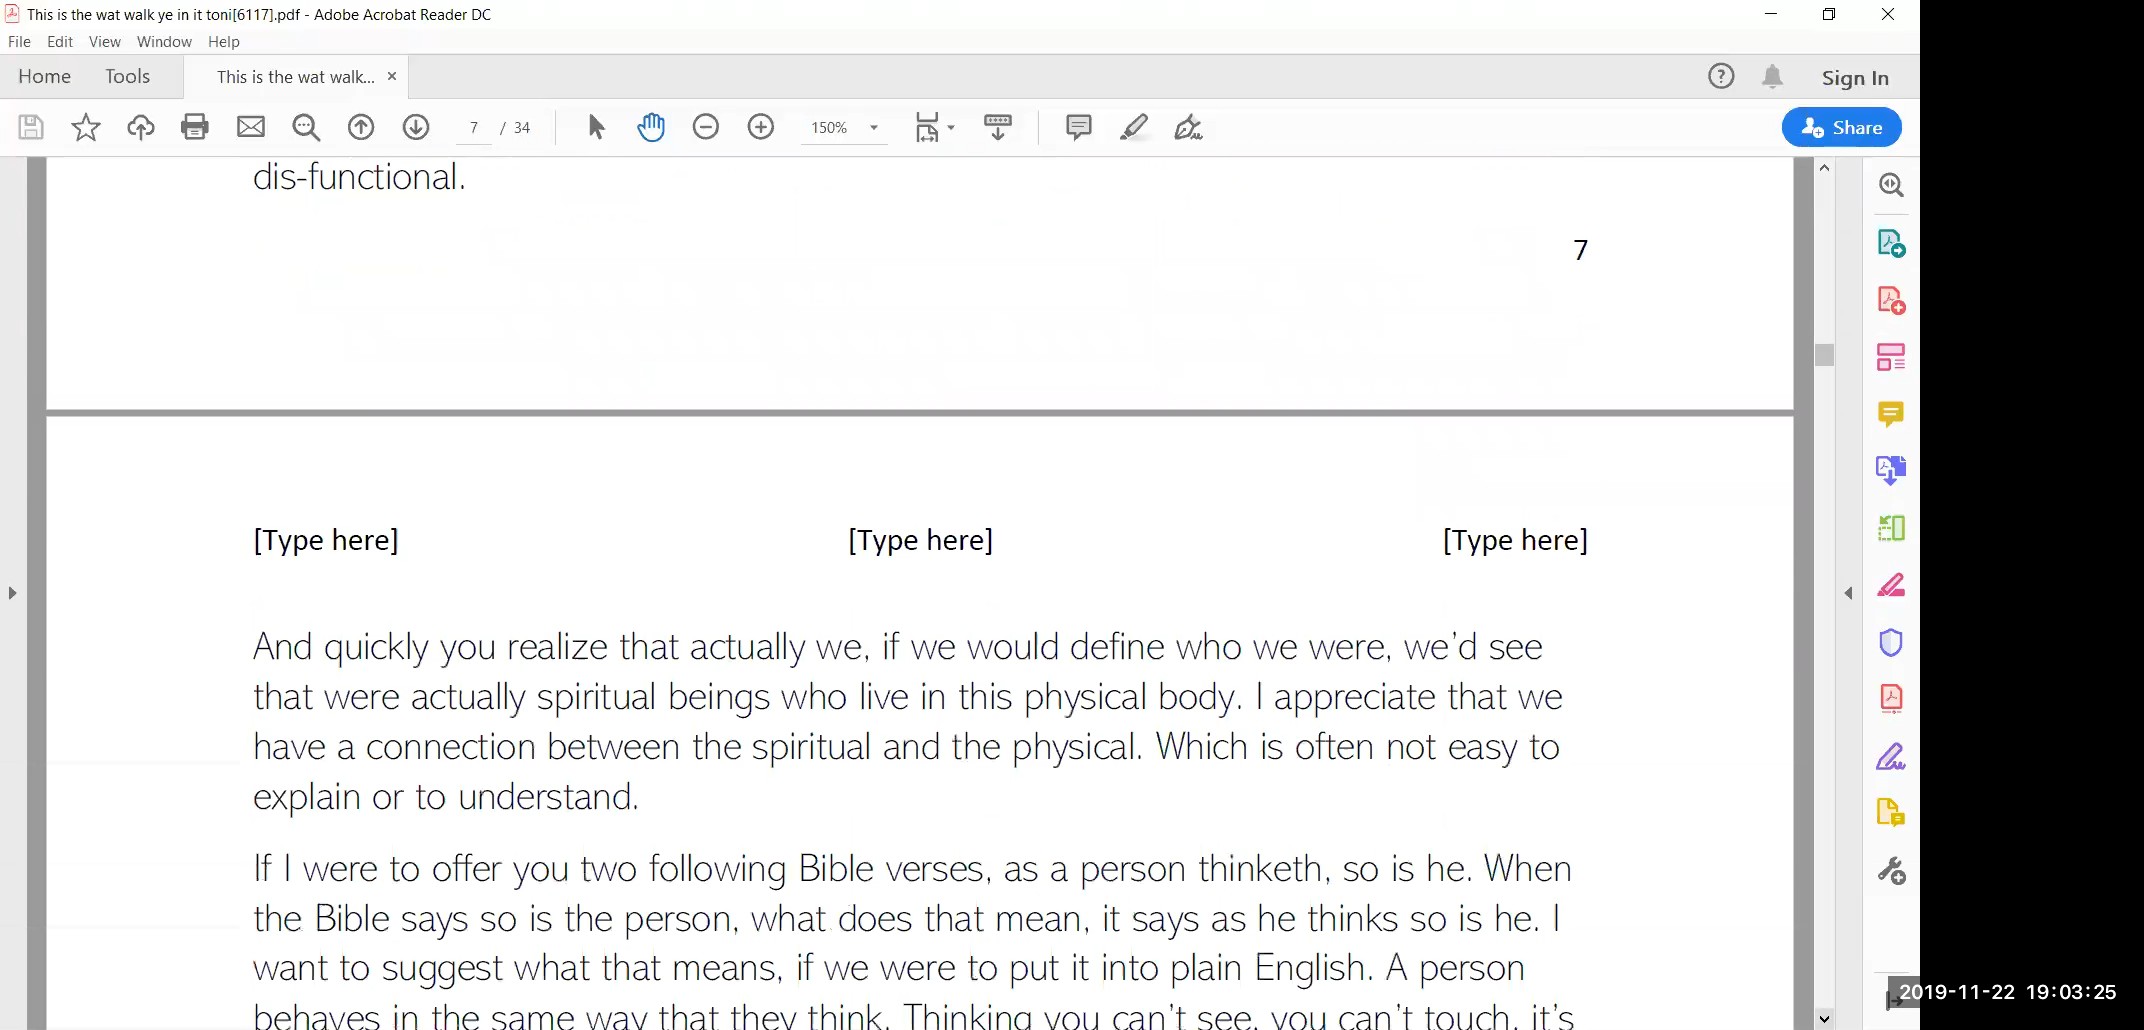 This is the wat walk ye in it toni[6117].pdf - Adobe Acrobat Reader DC
File Edit View Window Help
Home Tools This is the wat walk... × Sign In
7 / 34 150% Share
dis-functional.
7
[Type here] [Type here] [Type here]
And quickly you realize that actually we, if we would define who we were, we'd see
that were actually spiritual beings who live in this physical body. I appreciate that we
have a connection between the spiritual and the physical. Which is often not easy to
explain or to understand.
If I were to offer you two following Bible verses, as a person thinketh, so is he. When
the Bible says so is the person, what does that mean, it says as he thinks so is he. I
want to suggest what that means, if we were to put it into plain English. A person
behaves in the same way that they think. Thinking you can't see, you can't touch, it's
2019-11-22 19:03:25